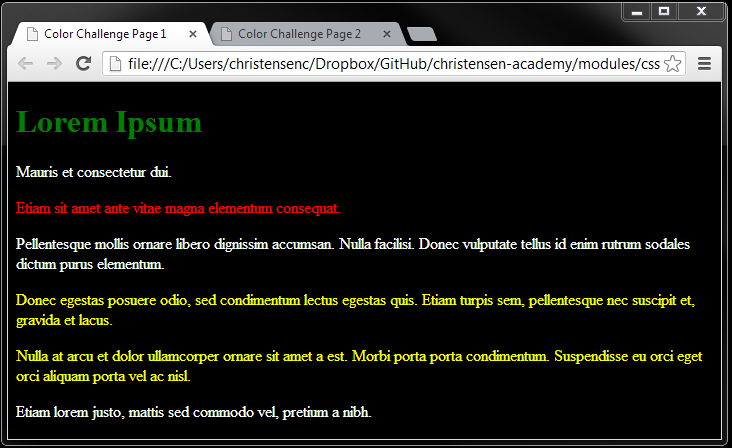 Color Challenge Page 1
Color Challenge Page 2
file:///C:/Users/christensenc/Dropbox/GitHub/christensen-academy/modules/css
Lorem Ipsum
Mauris et consectetur dui.
Etiam sit amet ante vitae magna elementum consequat.
Pellentesque mollis ornare libero dignissim accumsan. Nulla facilisi. Donec vulputate tellus id enim rutrum sodales
dictum purus elementum.
Donec egestas posuere odio, sed condimentum lectus egestas quis. Etiam turpis sem, pellentesque nec suscipit et,
gravida et lacus.
Nulla at arcu et dolor ullamcorper ornare sit amet a est. Morbi porta porta condimentum. Suspendisse eu orci eget
orci aliquam porta vel ac nisl.
Etiam lorem justo, mattis sed commodo vel, pretium a nibh.